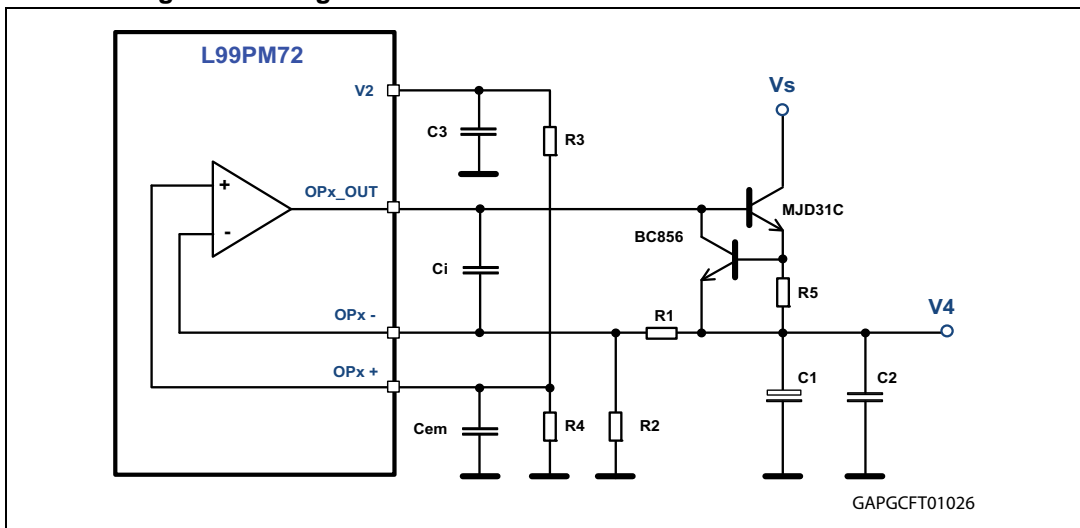 L99PM72
V2
Vs
C3
R3
OPx_OUT
+
-
MJD31C
BC856
Ci
R5
V4
OPx -
R1
OPx +
C1
C2
Cem
R4
R2
GAPGCFT01026